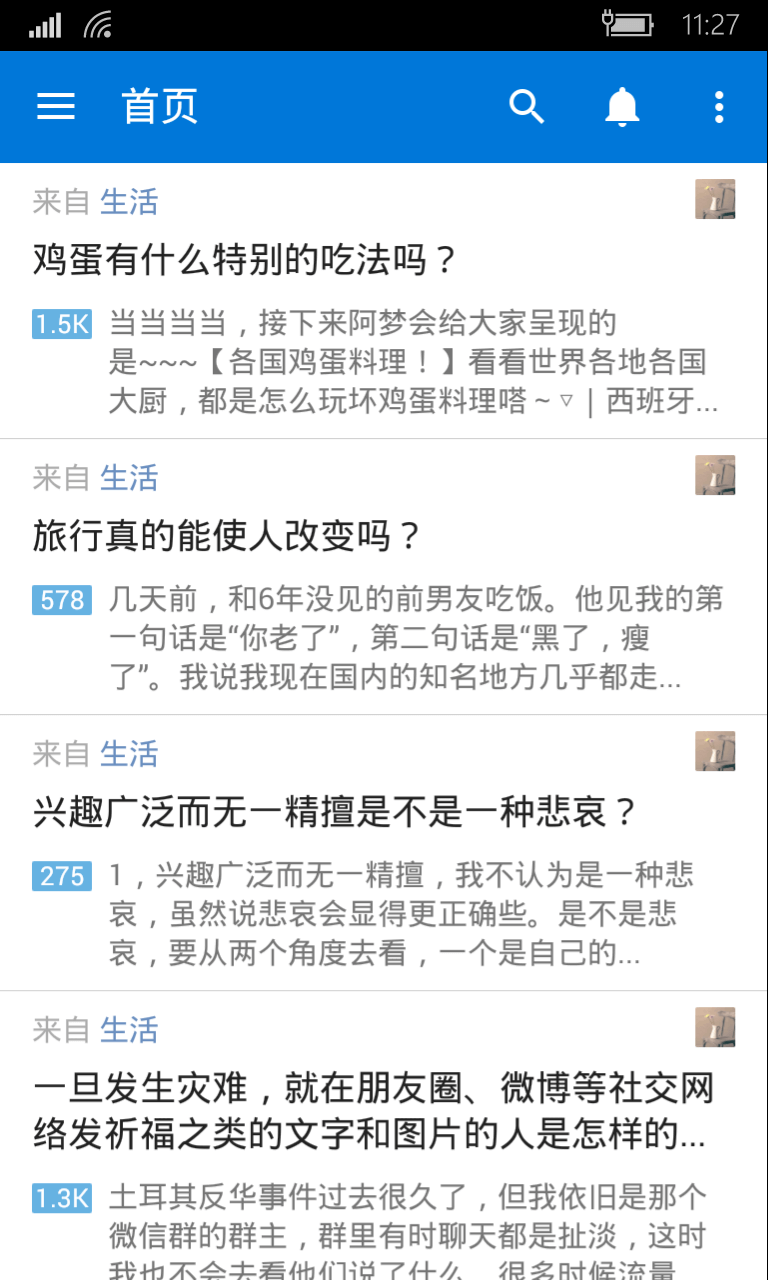 11:27
首页
来自 生活
鸡蛋有什么特别的吃法吗？
1.5K
当当当当，接下来阿梦会给大家呈现的
是~~~【各国鸡蛋料理！】看看世界各地各国
大厨，都是怎么玩坏鸡蛋料理嗒～▽｜西班牙...
来自 生活
旅行真的能使人改变吗？
578
几天前，和6年没见的前男友吃饭。他见我的第
一句话是“你老了”，第二句话是“黑了，瘦
了”。我说我现在国内的知名地方几乎都走...
来自 生活
兴趣广泛而无一精擅是不是一种悲哀？
275
1，兴趣广泛而无一精擅，我不认为是一种悲
哀，虽然说悲哀会显得更正确些。是不是悲
哀，要从两个角度去看，一个是自己的...
来自 生活
一旦发生灾难，就在朋友圈、微博等社交网
络发祈福之类的文字和图片的人是怎样的...
1.3K
土耳其反华事件过去很久了，但我依旧是那个
微信群的群主，群里有时聊天都是扯淡，这时
我也不会去看他们说了什么，很多时候流量